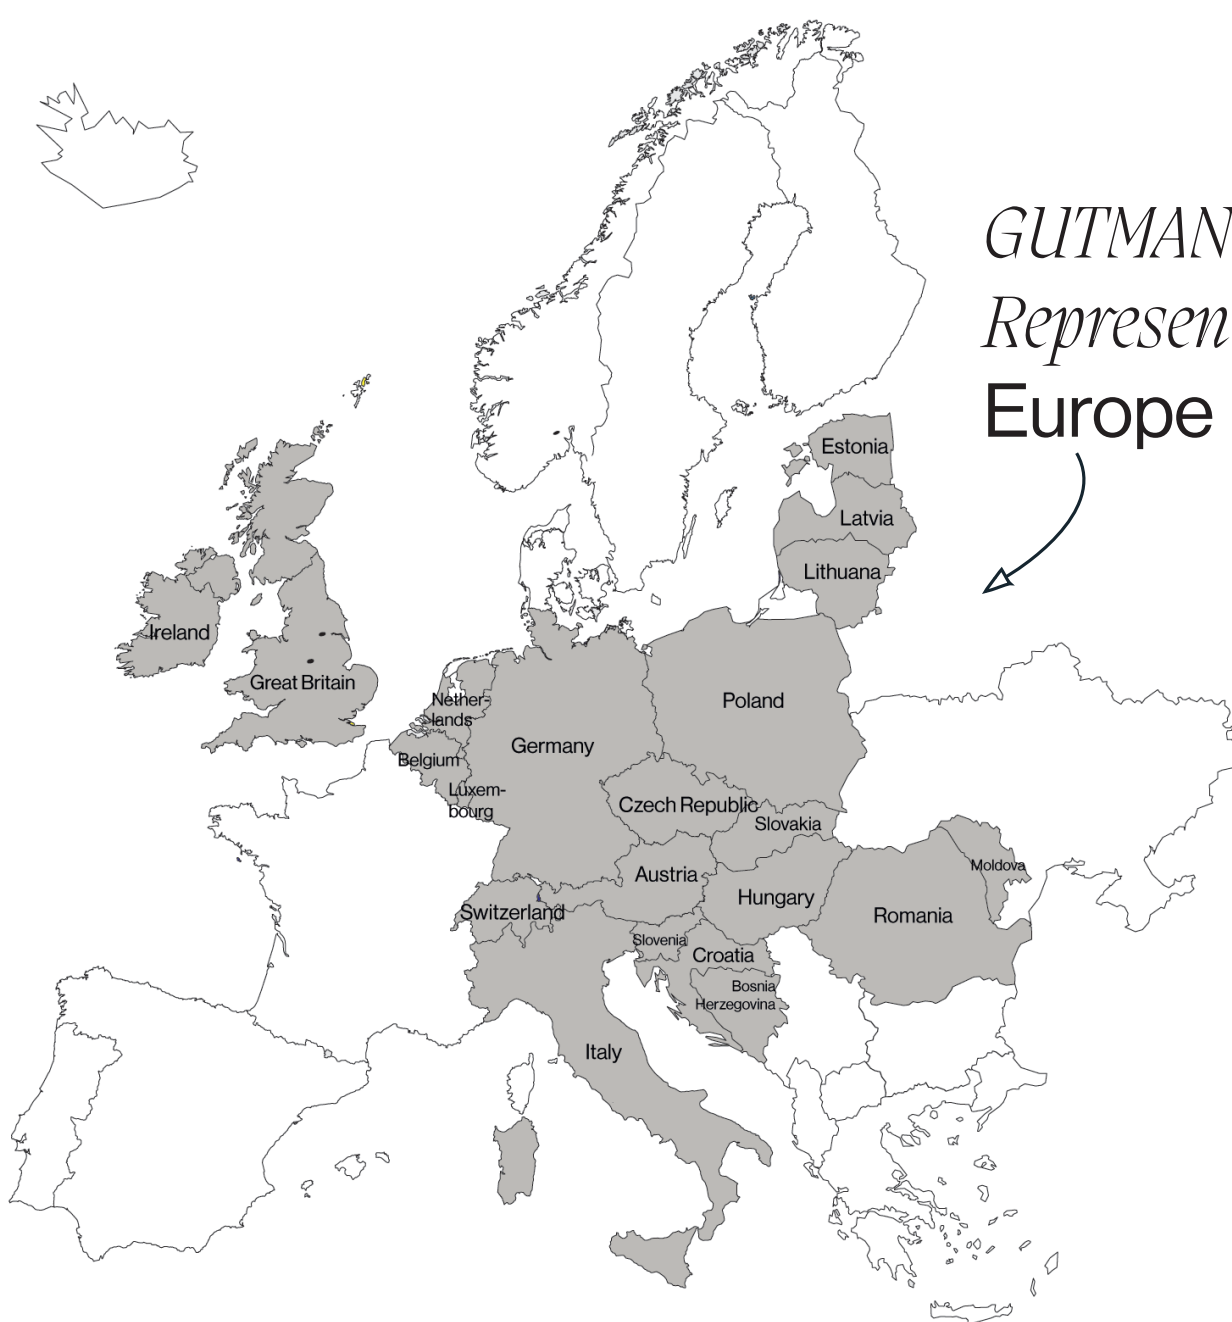 GUTMAN
Represen
Europe
Estonia
Latvia
Lithuana
Ireland
Great Britain
Nether-
lands
Belgium
Luxem-
bourg
Germany
Poland
Czech Republic
Slovakia
Austria
Hungary
Moldova
Romania
Switzerland
Slovenia
Croatia
Bosnia
Herzegovina
Italy